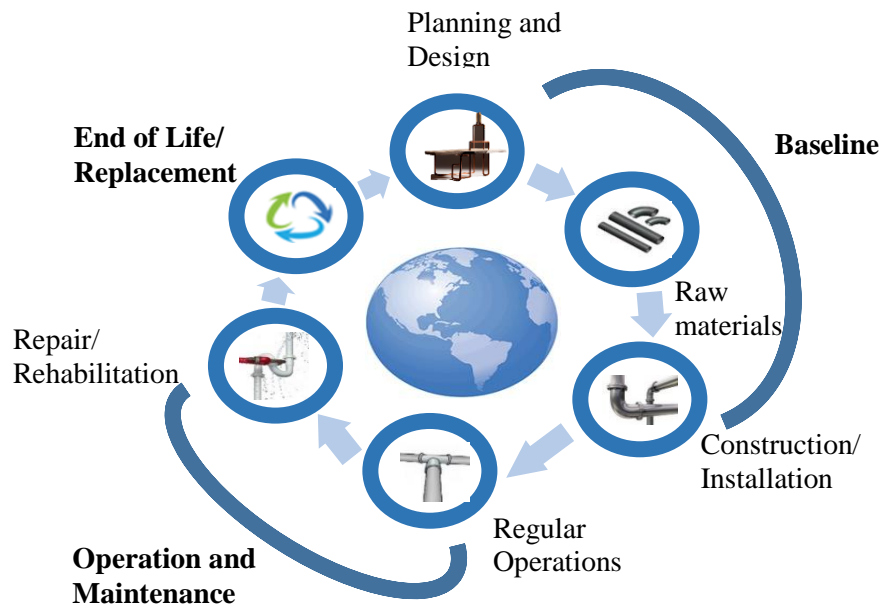 Planning and
Design
Baseline
Raw
materials
Construction/
Installation
Regular
Operations
Operation and
Maintenance
Repair/
Rehabilitation
End of Life/
Replacement